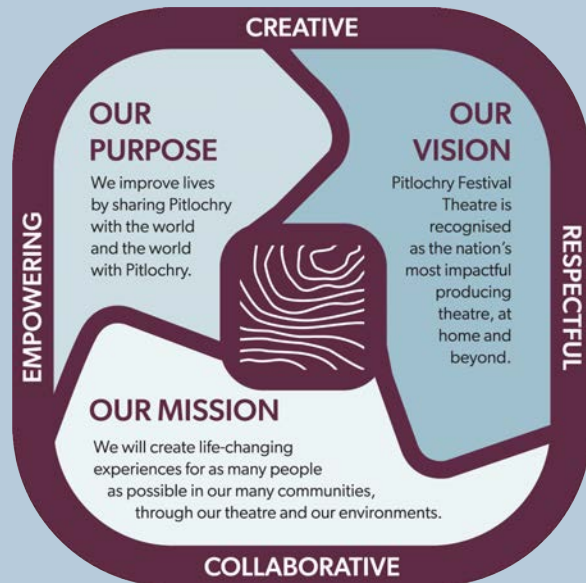 CREATIVE
OUR
PURPOSE
We improve lives
by sharing Pitlochry
with the world
and the world
with Pitlochry.
OUR
VISION
Pitlochry Festival
Theatre is
recognised
as the nation's
most impactful
producing
theatre, at
home and
beyond.
EMPOWERING
RESPECTFUL
OUR MISSION
We will create life-changing
experiences for as many people
as possible in our many communities,
through our theatre and our environments.
COLLABORATIVE